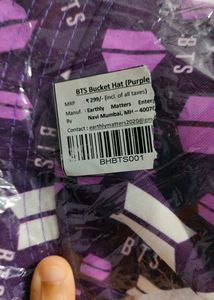 BTS
BTS Bucket Hat (Purple
MRP : ₹ 299/- (incl. of all taxes)
Manuf. : Earthly Matters Enter
By Navi Mumbai, MH – 40070
Contact : earthlymatters2020@gm
BHBTS001
BTS
BTS
BTS